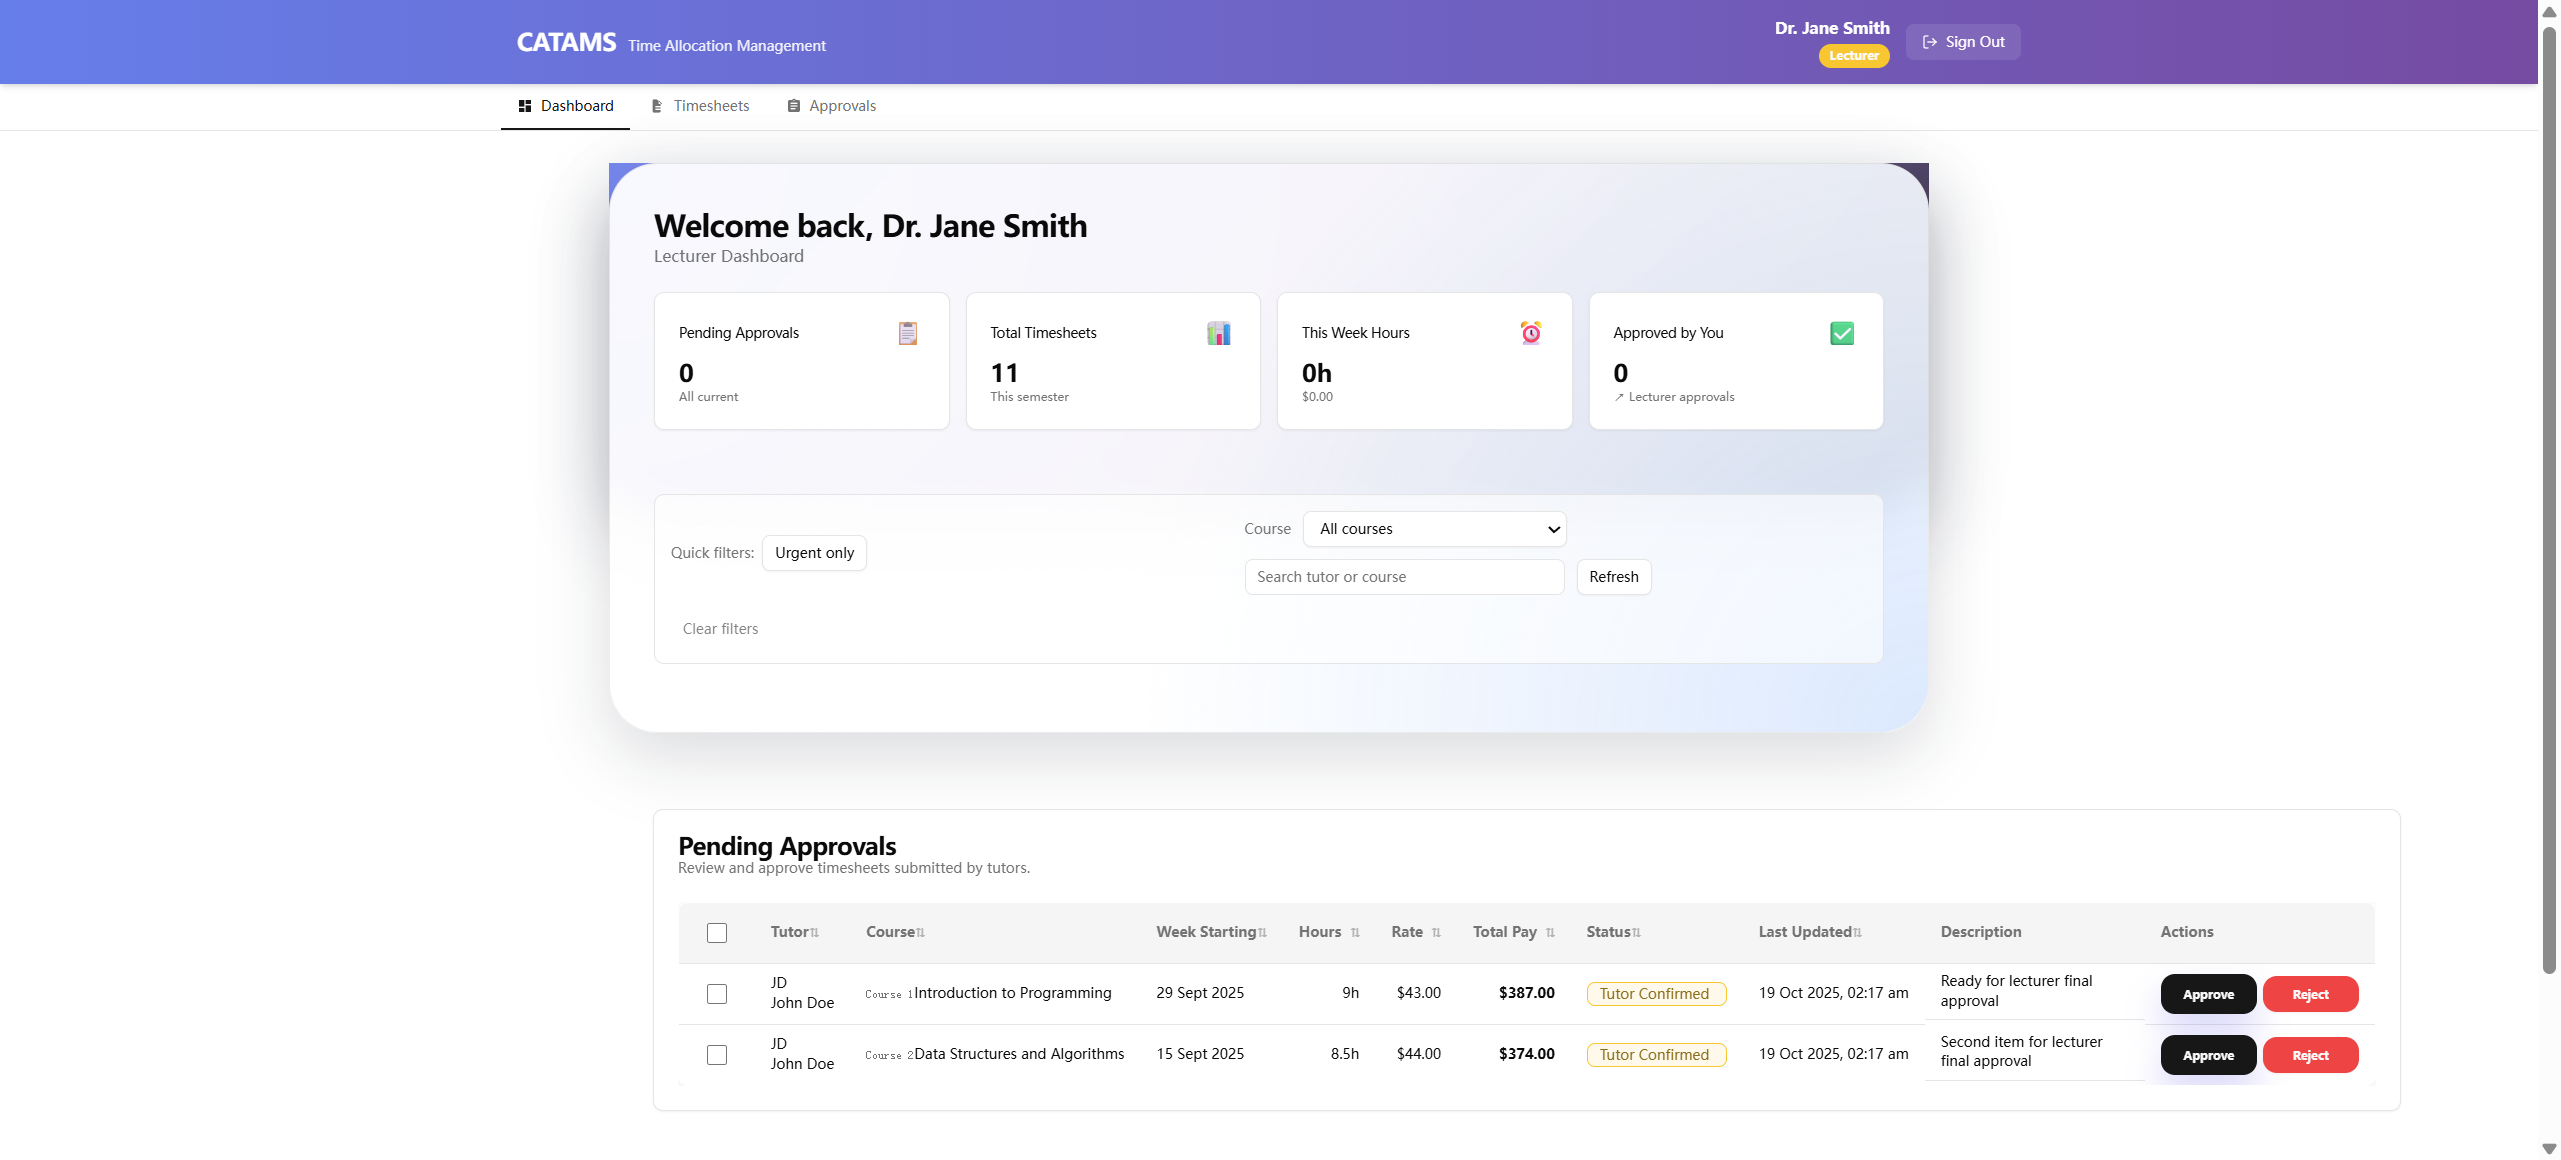 CATAMS Time Allocation Management
Dr. Jane Smith
Lecturer
Sign Out
Dashboard Timesheets Approvals
Welcome back, Dr. Jane Smith
Lecturer Dashboard
Pending Approvals
0
All current
Total Timesheets
11
This semester
This Week Hours
0h
$0.00
Approved by You
0
↗ Lecturer approvals
Quick filters: Urgent only
Course All courses
Search tutor or course Refresh
Clear filters
Pending Approvals
Review and approve timesheets submitted by tutors.
Tutor⇅ Course⇅ Week Starting⇅ Hours ⇅ Rate ⇅ Total Pay ⇅ Status⇅ Last Updated⇅ Description Actions
JD
John Doe
Course 1Introduction to Programming 29 Sept 2025 9h $43.00 $387.00 Tutor Confirmed 19 Oct 2025, 02:17 am
Ready for lecturer final
approval
Approve Reject
JD
John Doe
Course 2Data Structures and Algorithms 15 Sept 2025 8.5h $44.00 $374.00 Tutor Confirmed 19 Oct 2025, 02:17 am
Second item for lecturer
final approval
Approve Reject